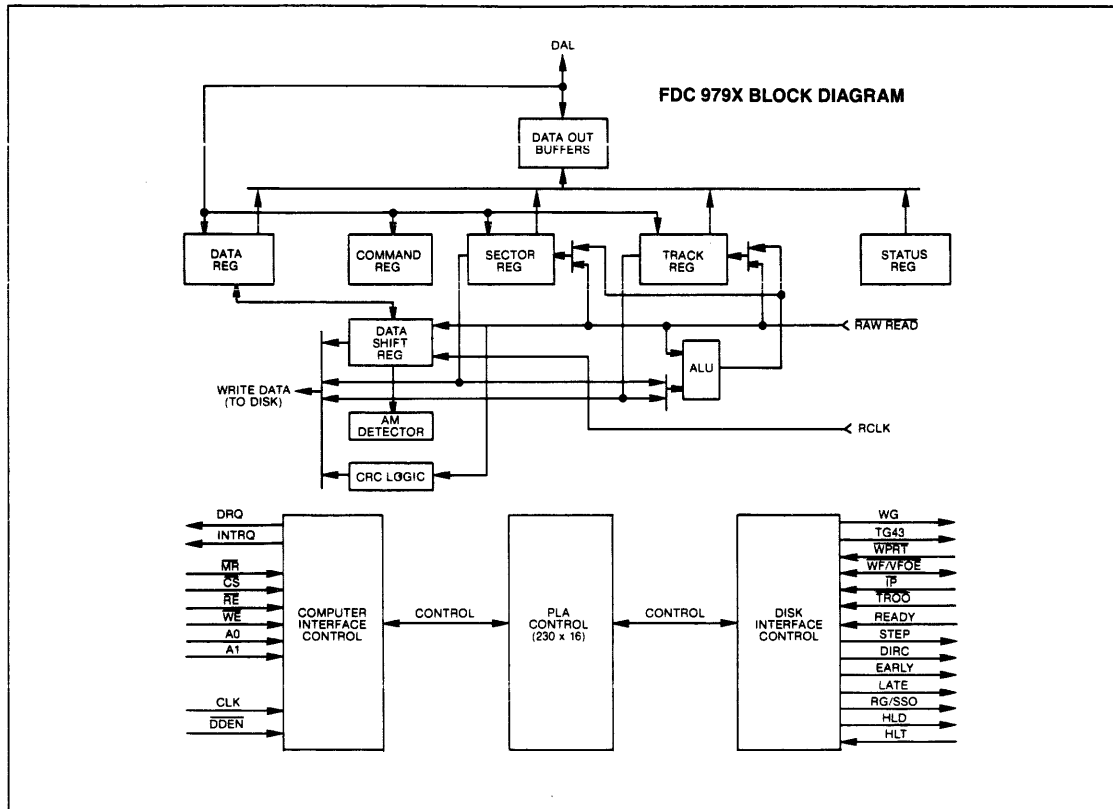 DAL
FDC 979X BLOCK DIAGRAM
DATA OUT
BUFFERS
DATA
REG
COMMAND
REG
SECTOR
REG
TRACK
REG
STATUS
REG
DATA
SHIFT
REG
RAW READ
ALU
WRITE DATA
(TO DISK)
AM
DETECTOR
RCLK
CRC LOGIC
DRQ
INTRQ
MR
CS
RE
WE
A0
A1
CLK
DDEN
COMPUTER
INTERFACE
CONTROL
CONTROL
PLA
CONTROL
(230 x 16)
CONTROL
DISK
INTERFACE
CONTROL
WG
TG43
WPRT
WF/VFOE
IP
TROO
READY
STEP
DIRC
EARLY
LATE
RG/SSO
HLD
HLT